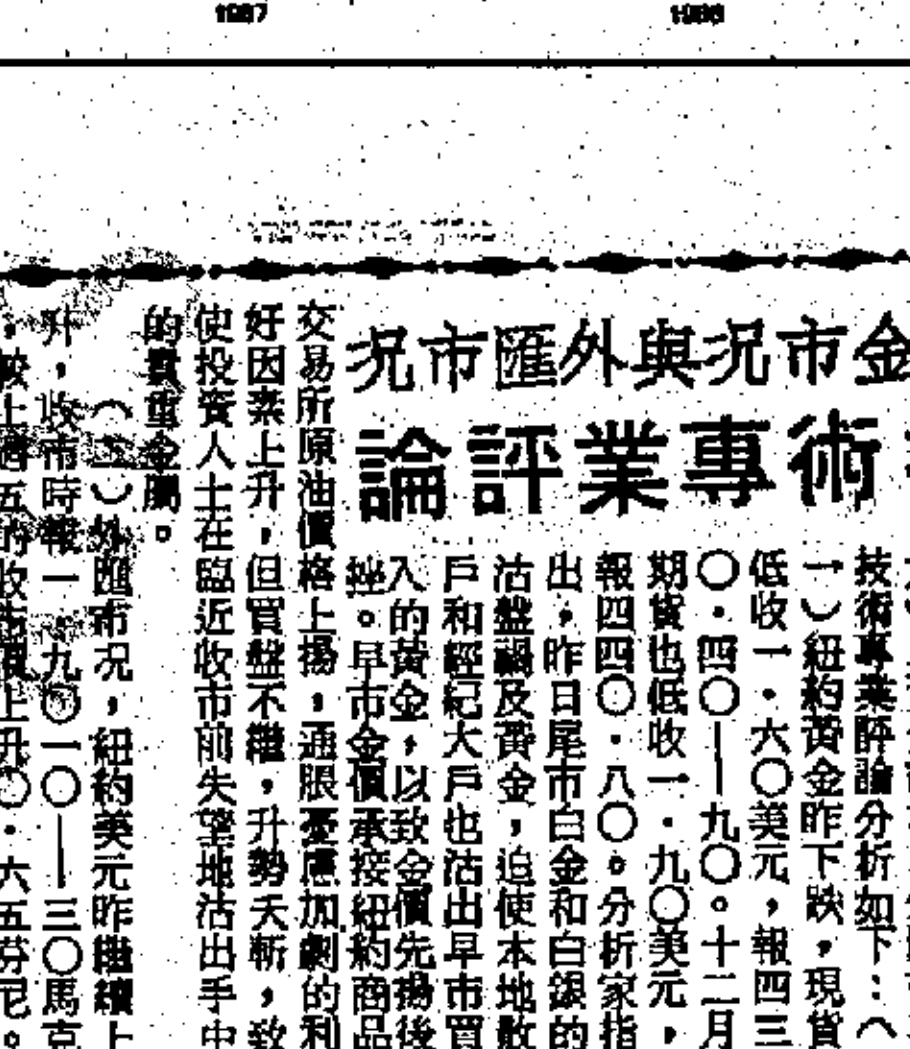 1987
金市况與外匯市况
術專業評論
技術專業評論分析如下：（
一）紐約黃金昨下跌，現貨
低收一．六〇美元，報四三
〇．四〇—九〇。十二月
期貨也低收一．九〇美元，
報四四〇．八〇。分析家指
出，昨日尾市白金和白銀的
沽盤禍及黃金，迫使本地散
戶和經紀大戶也沽出早市買
入的黃金，以致金價先揚後
挫。早市金價承接紐約商品
交易所原油價格上揚，通脹憂慮加劇的利
好因素上升，但買盤不繼，升勢夭斬，致
使投資人士在臨近收市前失望地沽出手中
的貴重金屬。
（二）外匯市况，紐約美元昨繼續上
升，收市時報一．九〇一〇—三〇馬克
，較上週五的收市價上升〇．六五芬尼。